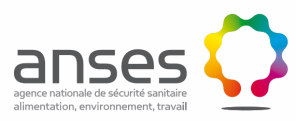 anses
agence nationale de sécurité sanitaire
alimentation, environnement, travail